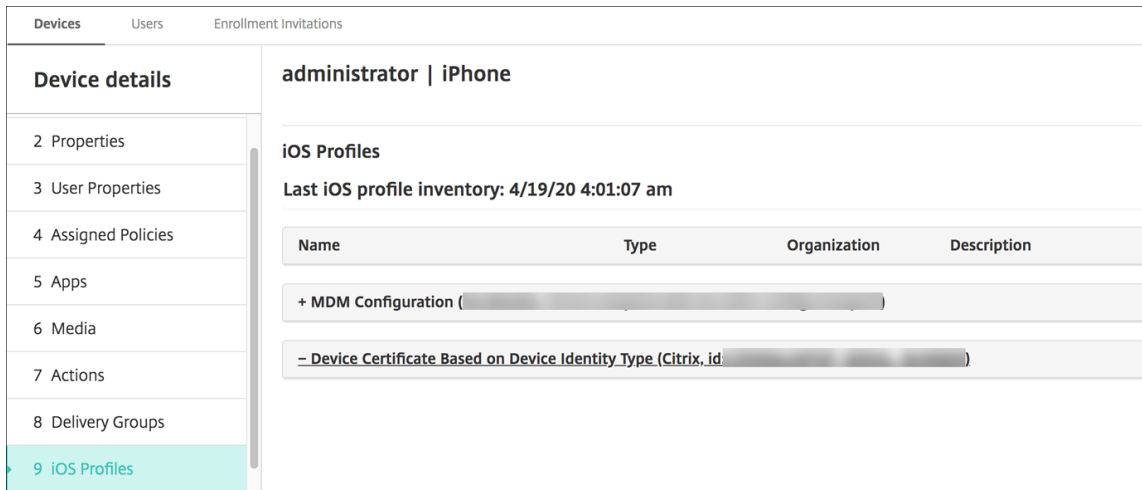 Devices Users Enrollment Invitations
Device details
2 Properties
3 User Properties
4 Assigned Policies
5 Apps
6 Media
7 Actions
8 Delivery Groups
9 iOS Profiles
administrator | iPhone
iOS Profiles
Last iOS profile inventory: 4/19/20 4:01:07 am
Name Type Organization Description
+ MDM Configuration ( )
– Device Certificate Based on Device Identity Type (Citrix, id: )